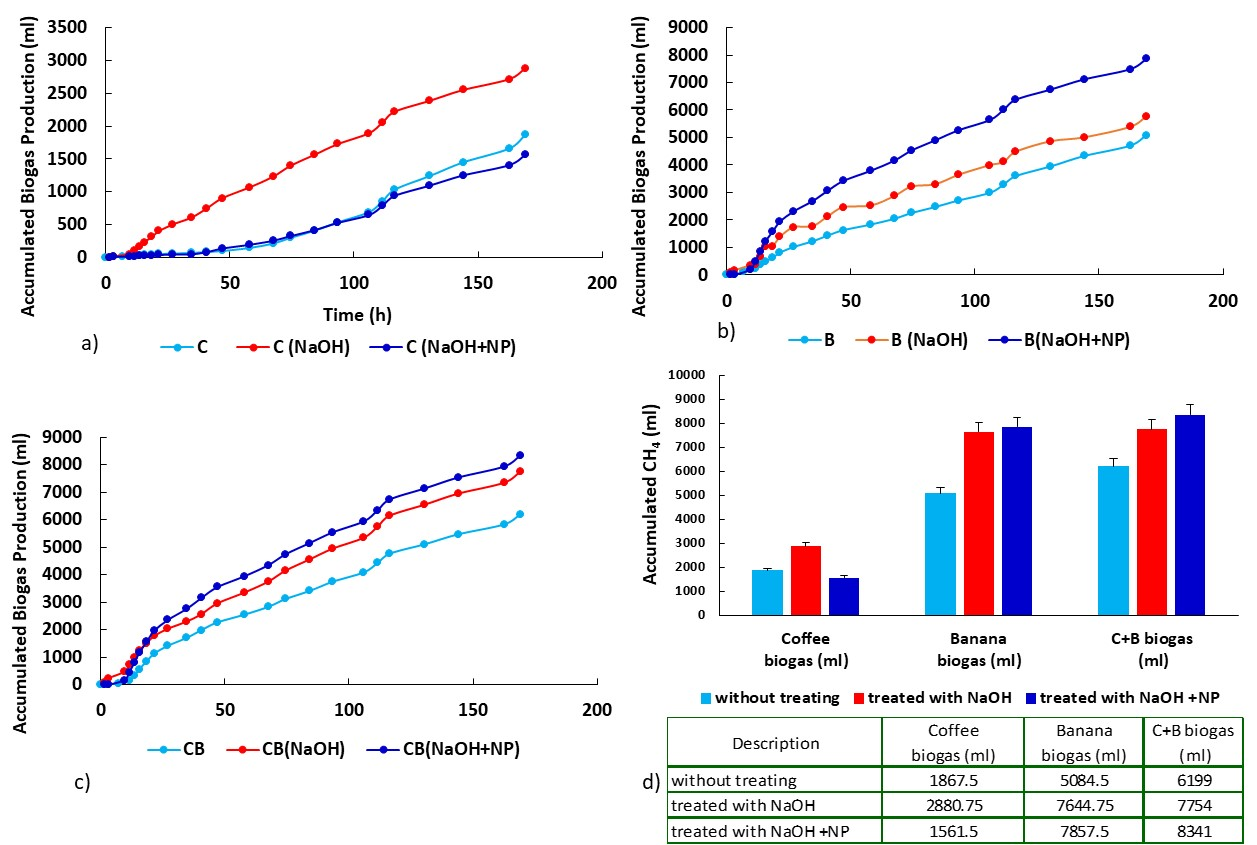 Accumulated Biogas Production (ml)
3500
3000
2500
2000
1500
1000
500
0
0 50 100 150 200
Time (h)
a)
C C (NaOH) C (NaOH+NP)
Accumulated Biogas Production (ml)
9000
8000
7000
6000
5000
4000
3000
2000
1000
0
0 50 100 150 200
b)
B B (NaOH) B(NaOH+NP)
Accumulated Biogas Production (ml)
9000
8000
7000
6000
5000
4000
3000
2000
1000
0
0 50 100 150 200
CB CB(NaOH) CB(NaOH+NP)
c)
Accumulated CH4 (ml)
10000
9000
8000
7000
6000
5000
4000
3000
2000
1000
0
Coffee
biogas (ml)
Banana
biogas (ml)
C+B biogas
(ml)
without treating treated with NaOH treated with NaOH +NP
d)
Description Coffee biogas (ml) Banana biogas (ml) C+B biogas (ml)
without treating 1867.5 5084.5 6199
treated with NaOH 2880.75 7644.75 7754
treated with NaOH +NP 1561.5 7857.5 8341